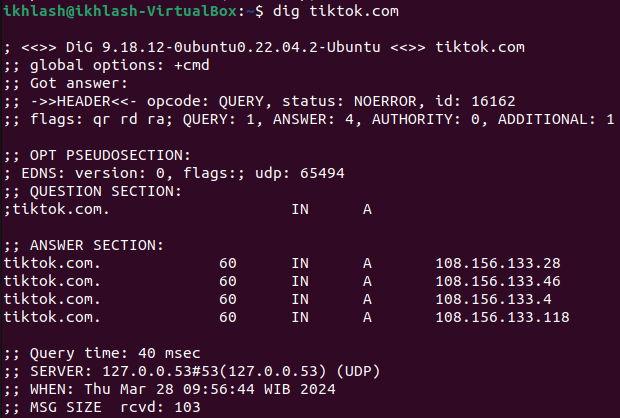 ikhlash@ikhlash-VirtualBox:~$ dig tiktok.com
; <<>> DiG 9.18.12-0ubuntu0.22.04.2-Ubuntu <<>> tiktok.com
;; global options: +cmd
;; Got answer:
;; ->>HEADER<<- opcode: QUERY, status: NOERROR, id: 16162
;; flags: qr rd ra; QUERY: 1, ANSWER: 4, AUTHORITY: 0, ADDITIONAL: 1
;; OPT PSEUDOSECTION:
; EDNS: version: 0, flags:; udp: 65494
;; QUESTION SECTION:
;tiktok.com. IN A
;; ANSWER SECTION:
tiktok.com. 60 IN A 108.156.133.28
tiktok.com. 60 IN A 108.156.133.46
tiktok.com. 60 IN A 108.156.133.4
tiktok.com. 60 IN A 108.156.133.118
;; Query time: 40 msec
;; SERVER: 127.0.0.53#53(127.0.0.53) (UDP)
;; WHEN: Thu Mar 28 09:56:44 WIB 2024
;; MSG SIZE rcvd: 103